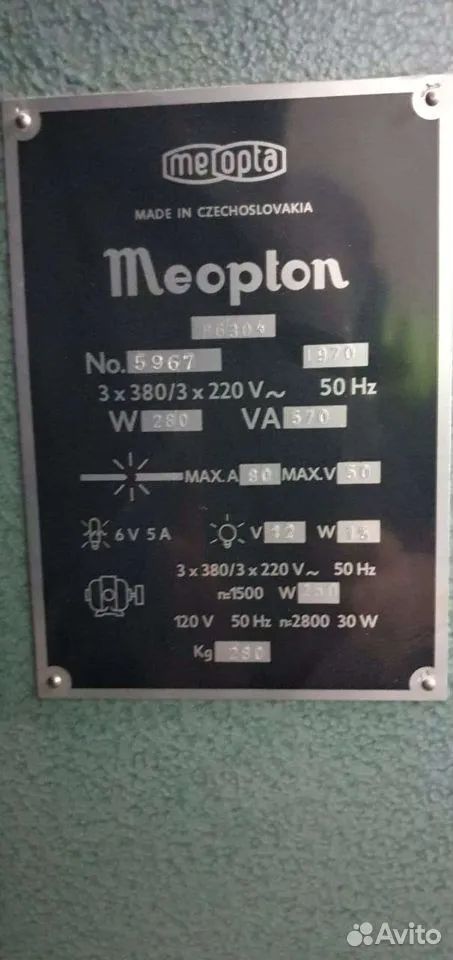 meopta
MADE IN CZECHOSLOVAKIA
Meopton
No. 5967 1970
3 x 380/3 x 220 V~ 50 Hz
W 280 VA 570
MAX.A 80 MAX.V 50
6 V 5 A V 12 W
3 x 380/3 x 220 V~ 50 Hz
n=1500 W 250
120 V 50 Hz n=2800 30 W
Kg 280
Avito